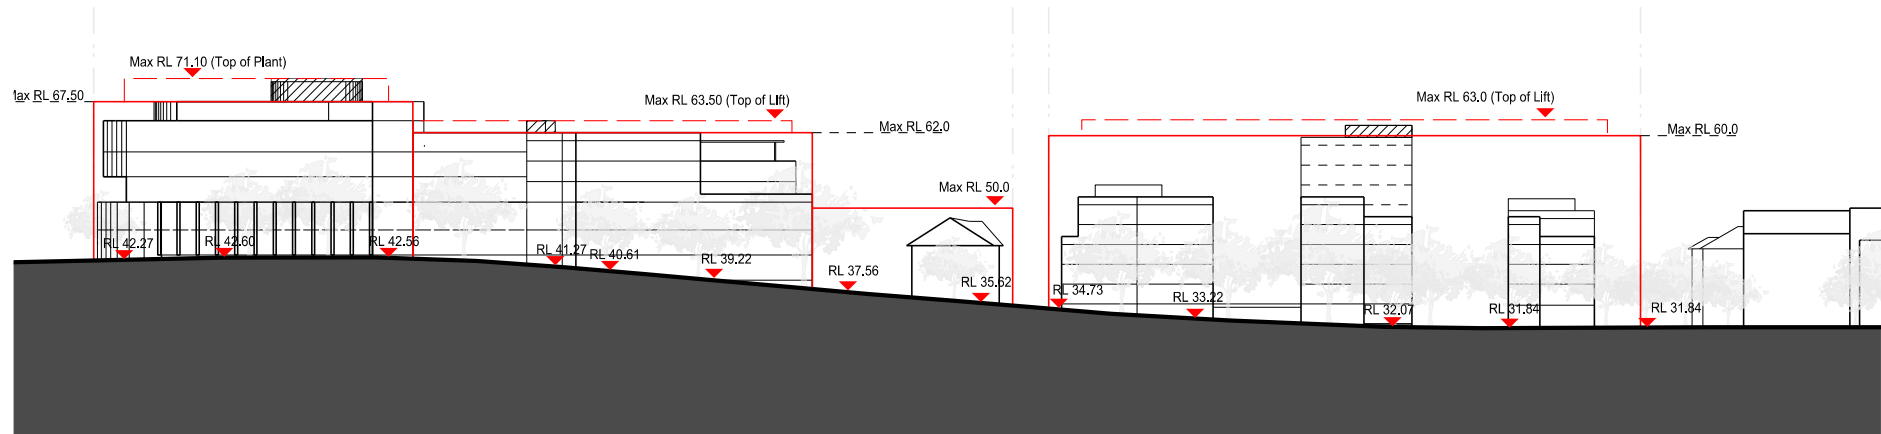 Max RL 71.10 (Top of Plant)
Max RL 67.50
Max RL 63.50 (Top of Lift)
Max RL 63.0 (Top of Lift)
Max RL 62.0
Max RL 60.0
Max RL 50.0
RL 42.27
RL 42.60
RL 42.56
RL 41.27
RL 40.61
RL 39.22
RL 37.56
RL 35.62
RL 34.73
RL 33.22
RL 32.07
RL 31.84
RL 31.84